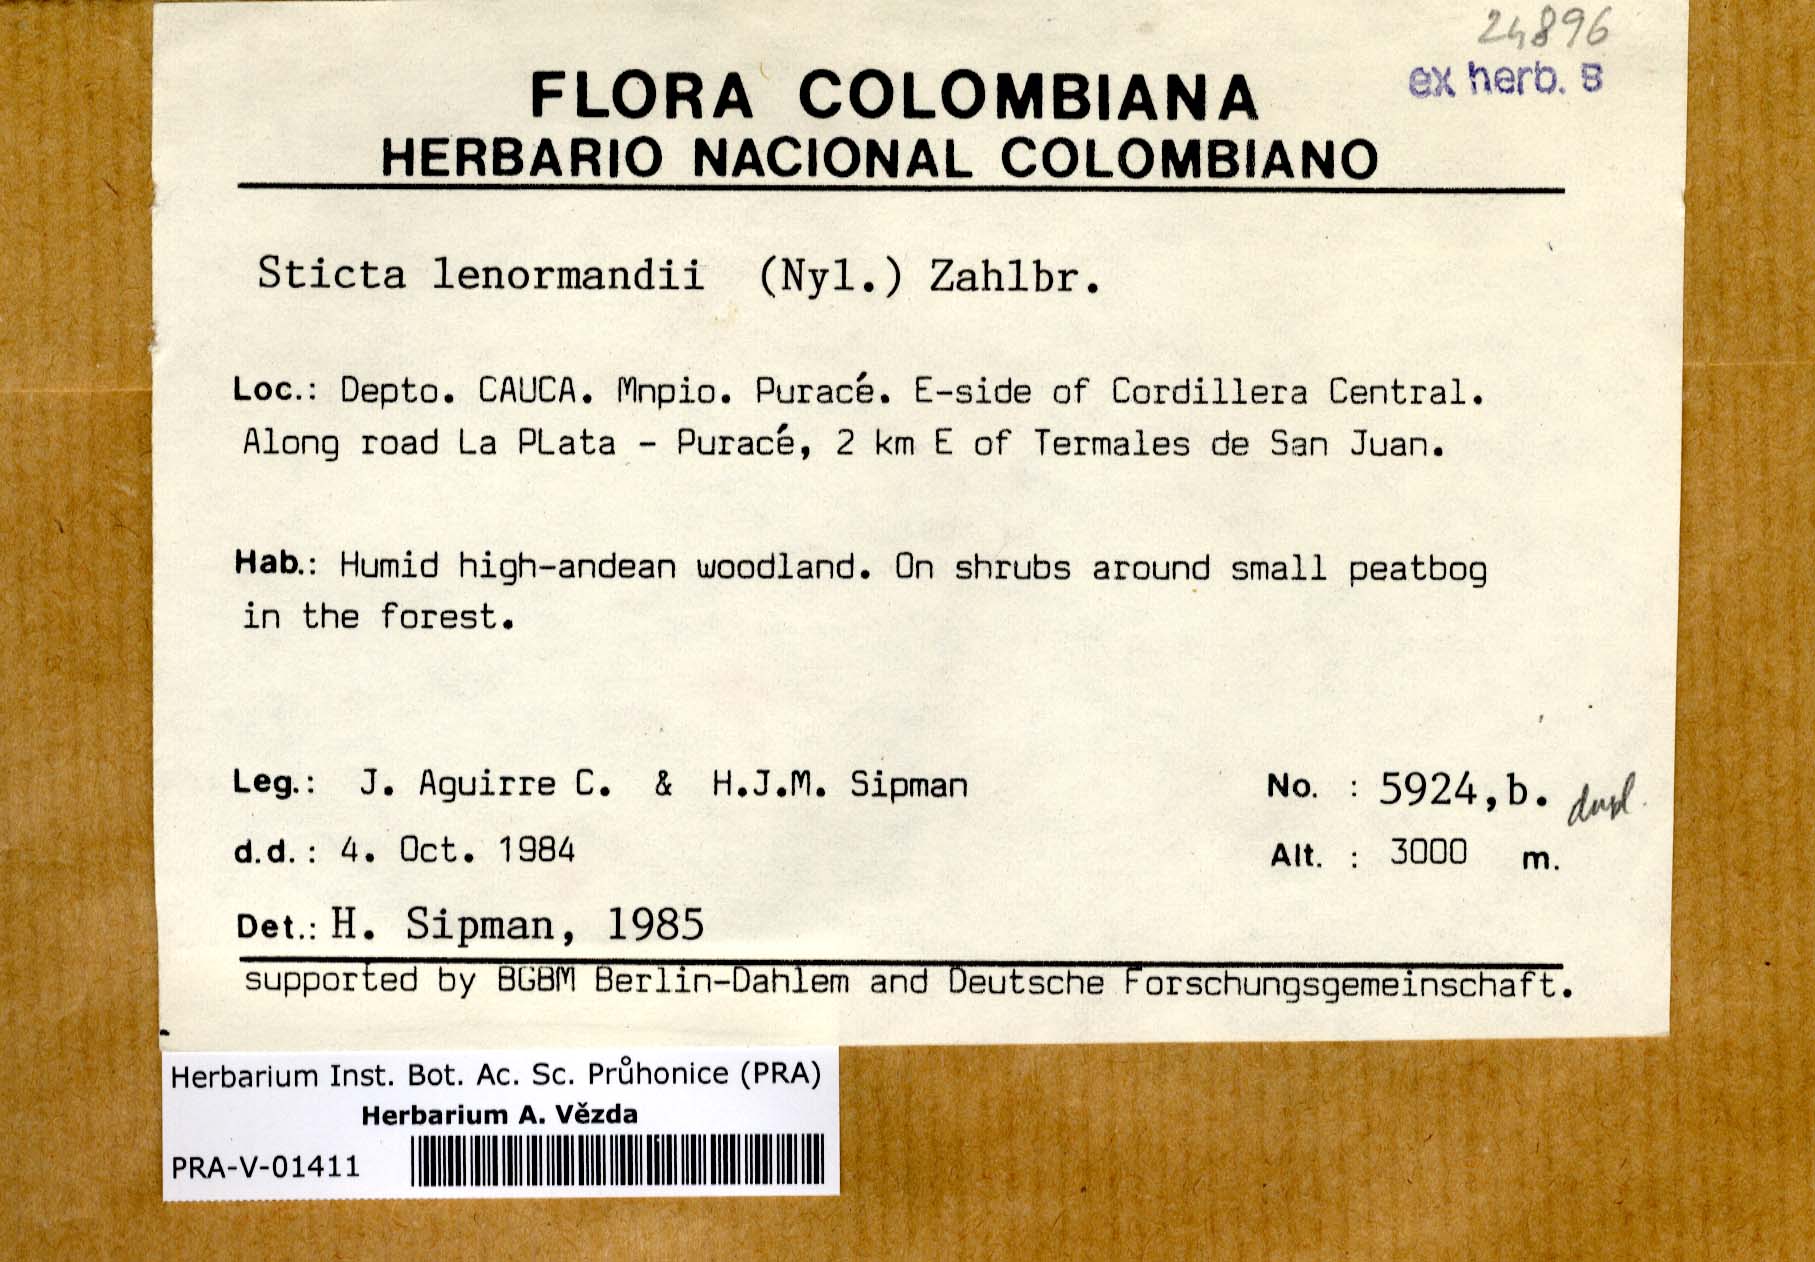 24896
ex herb. B
FLORA COLOMBIANA
HERBARIO NACIONAL COLOMBIANO
Sticta lenormandii (Nyl.) Zahlbr.
Loc.: Depto. CAUCA. Mnpio. Puracé. E-side of Cordillera Central.
Along road La PLata - Puracé, 2 km E of Termales de San Juan.
Hab.: Humid high-andean woodland. On shrubs around small peatbog
in the forest.
Leg.: J. Aguirre C. & H.J.M. Sipman No. : 5924,b. dupl.
d.d.: 4. Oct. 1984 Alt. : 3000 m.
Det.: H. Sipman, 1985
supported by BGBM Berlin-Dahlem and Deutsche Forschungsgemeinschaft.
Herbarium Inst. Bot. Ac. Sc. Průhonice (PRA)
Herbarium A. Vězda
PRA-V-01411